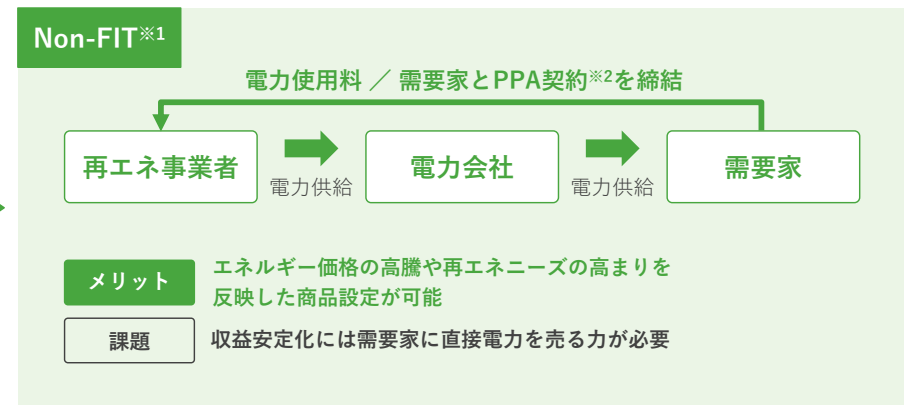 Non-FIT※1
電力使用料 ／ 需要家とPPA契約※2を締結
再エネ事業者
電力供給
電力会社
電力供給
需要家
メリット
エネルギー価格の高騰や再エネニーズの高まりを
反映した商品設定が可能
課題
収益安定化には需要家に直接電力を売る力が必要